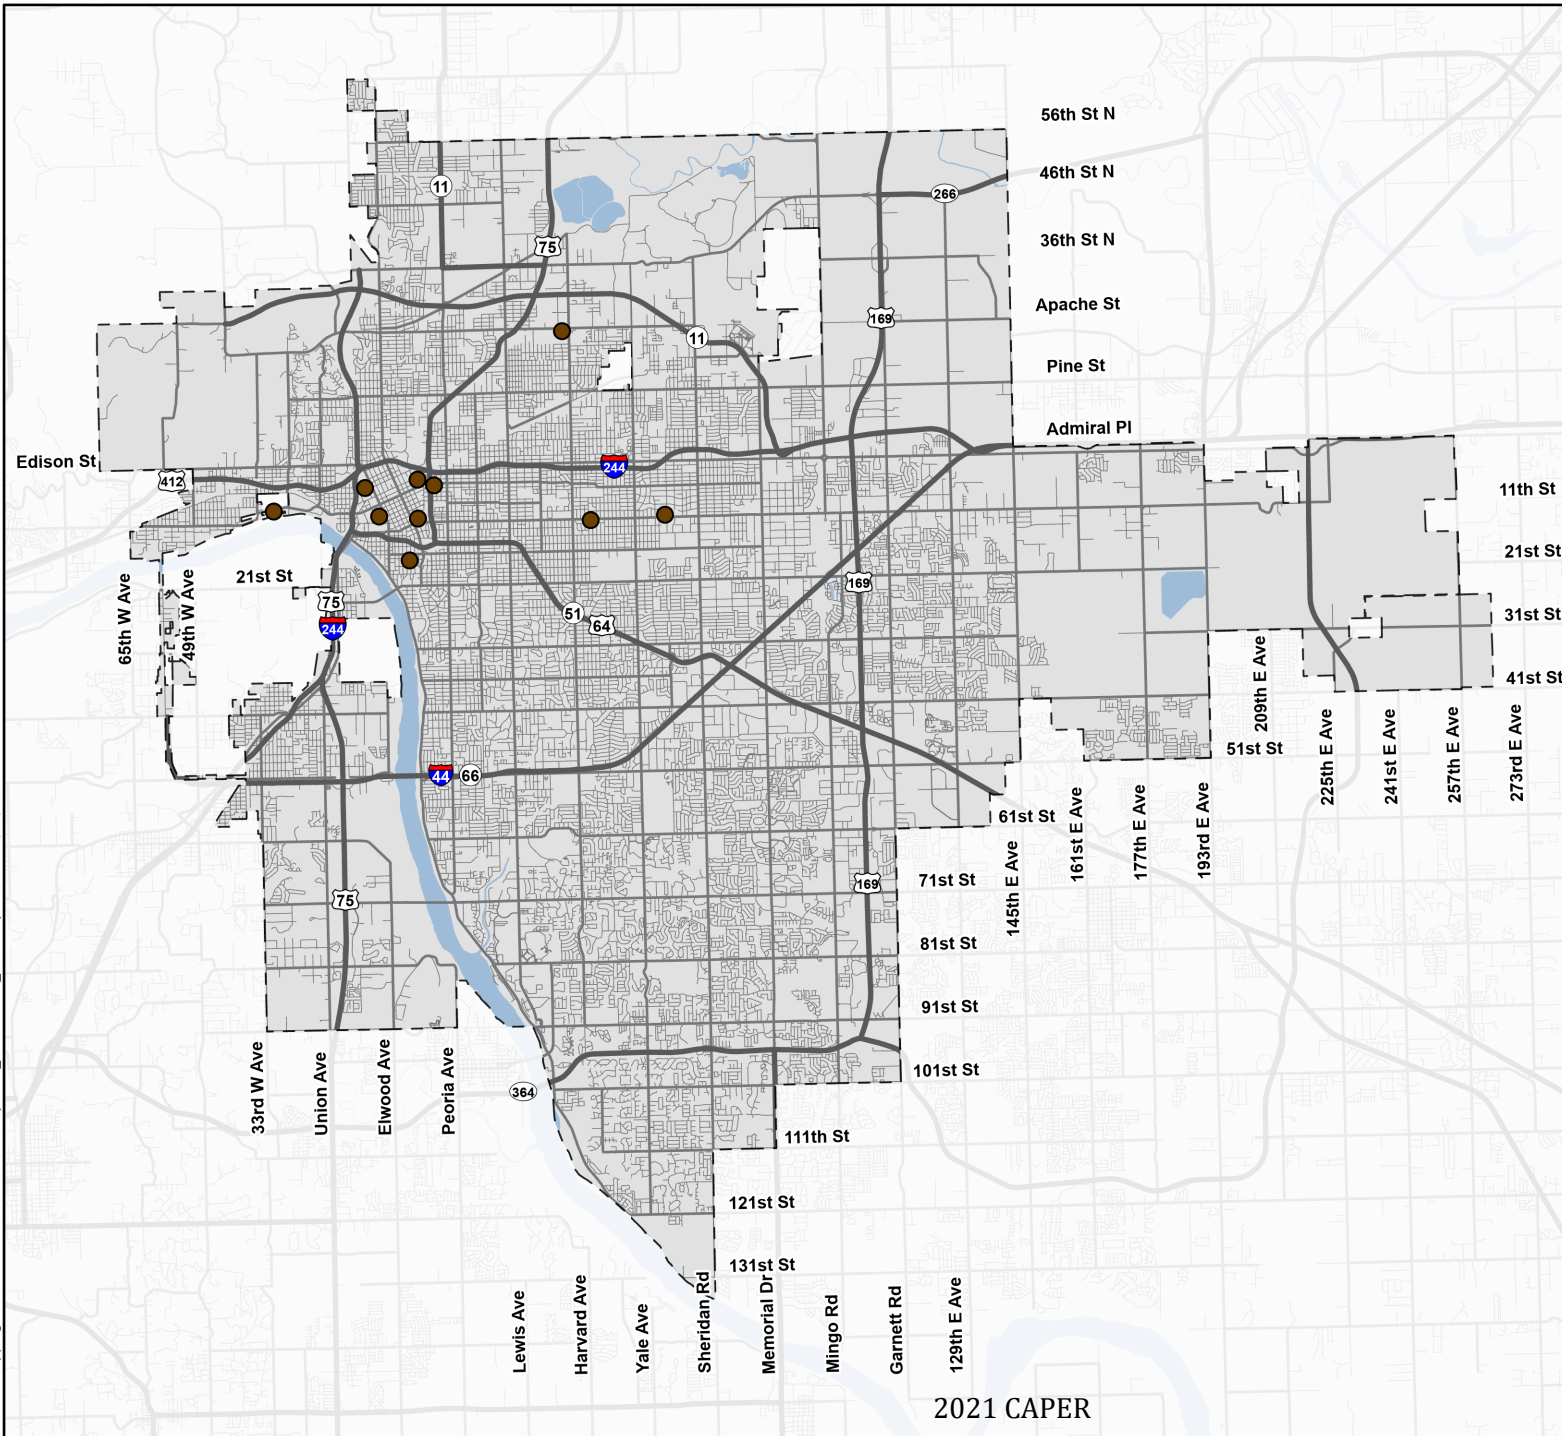 56th St N
46th St N
11
266
36th St N
75
Apache St
169
11
Pine St
Admiral Pl
Edison St
244
412
11th St
21st St
21st St
65th W Ave
49th W Ave
75
169
51
64
31st St
244
209th E Ave
41st St
51st St
225th E Ave
241st E Ave
257th E Ave
273rd E Ave
44
66
61st St
145th E Ave
161st E Ave
177th E Ave
193rd E Ave
71st St
169
75
81st St
91st St
101st St
33rd W Ave
Union Ave
Elwood Ave
Peoria Ave
364
111th St
121st St
131st St
Lewis Ave
Harvard Ave
Yale Ave
Sheridan Rd
Memorial Dr
Mingo Rd
Garnett Rd
129th E Ave
2021 CAPER